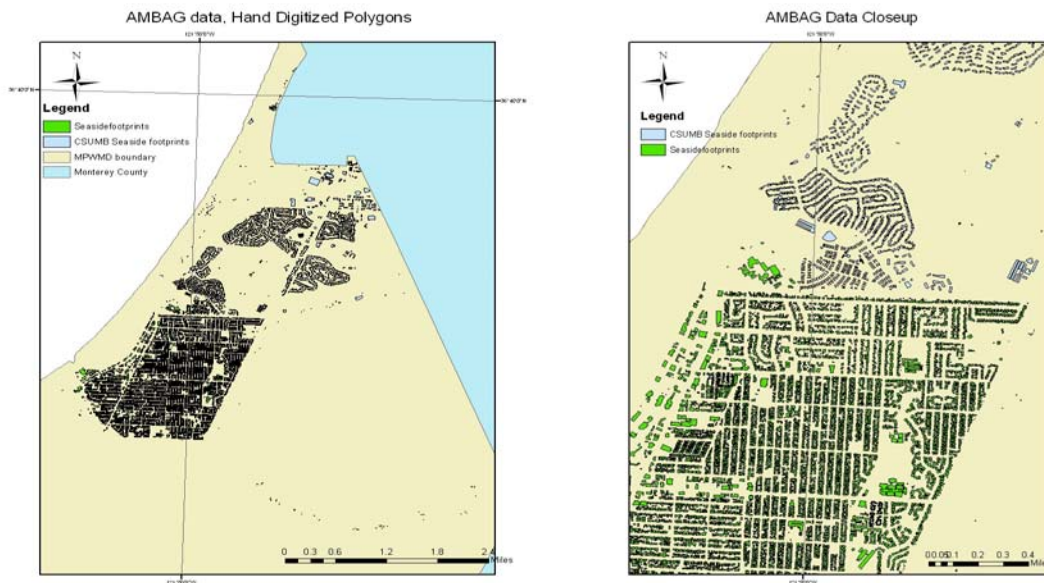 AMBAG data, Hand Digitized Polygons
N
Legend
Seasidefootprints
CSUMB Seaside footprints
MPWMD boundary
Monterey County
0 0.3 0.6 1.2 1.8 2.4
Miles
AMBAG Data Closeup
N
Legend
CSUMB Seaside footprints
Seasidefootprints
0.1 0.2 0.3 0.4